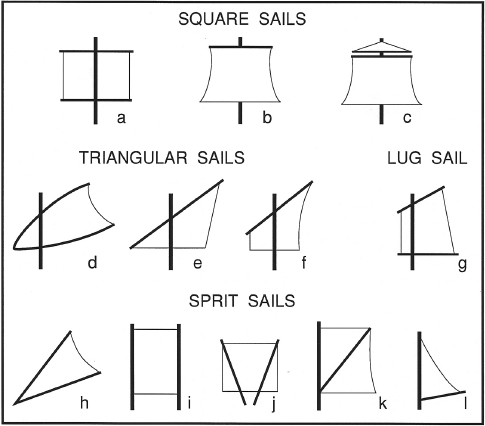 SQUARE SAILS
a b c
TRIANGULAR SAILS LUG SAIL
d e f g
SPRIT SAILS
h i j k l